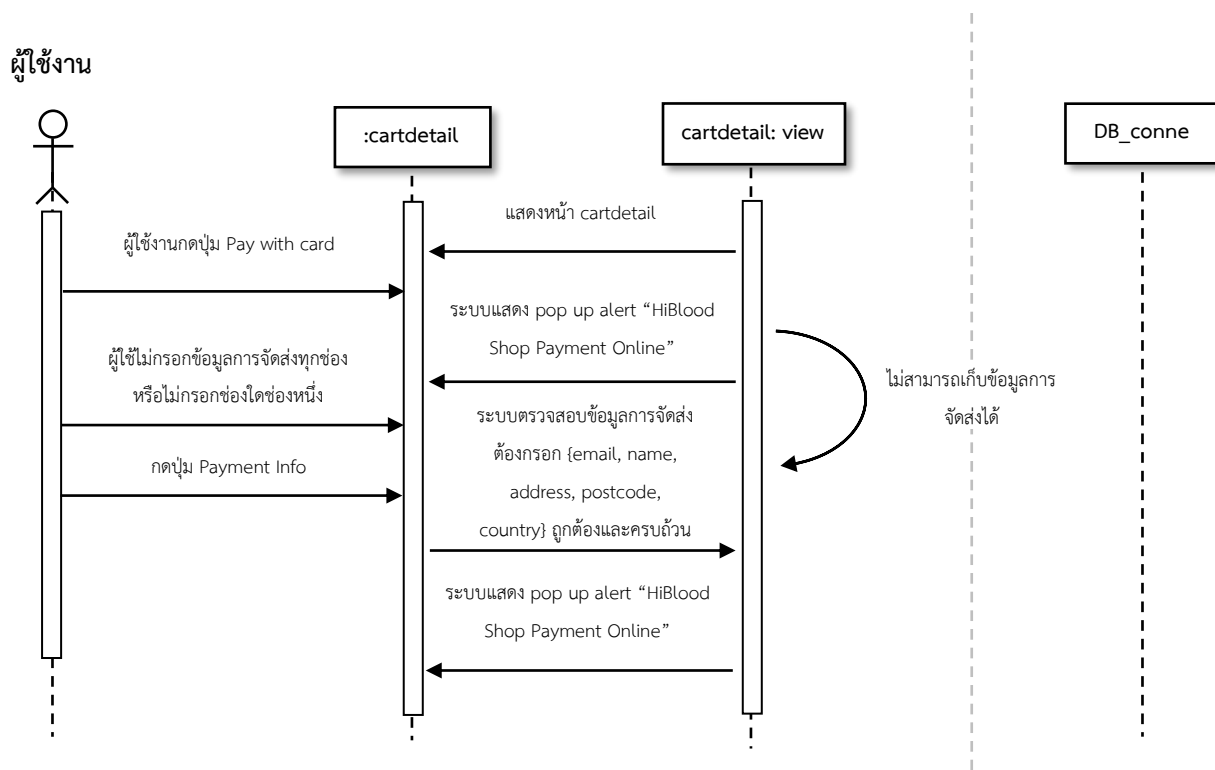 ผู้ใช้งาน
:cartdetail
cartdetail: view
DB_conne
แสดงหน้า cartdetail
ผู้ใช้งานกดปุ่ม Pay with card
ระบบแสดง pop up alert “HiBlood
Shop Payment Online”
ผู้ใช้ไม่กรอกข้อมูลการจัดส่งทุกช่อง
หรือไม่กรอกช่องใดช่องหนึ่ง
ไม่สามารถเก็บข้อมูลการ
จัดส่งได้
ระบบตรวจสอบข้อมูลการจัดส่ง
ต้องกรอก {email, name,
address, postcode,
country} ถูกต้องและครบถ้วน
กดปุ่ม Payment Info
ระบบแสดง pop up alert “HiBlood
Shop Payment Online”